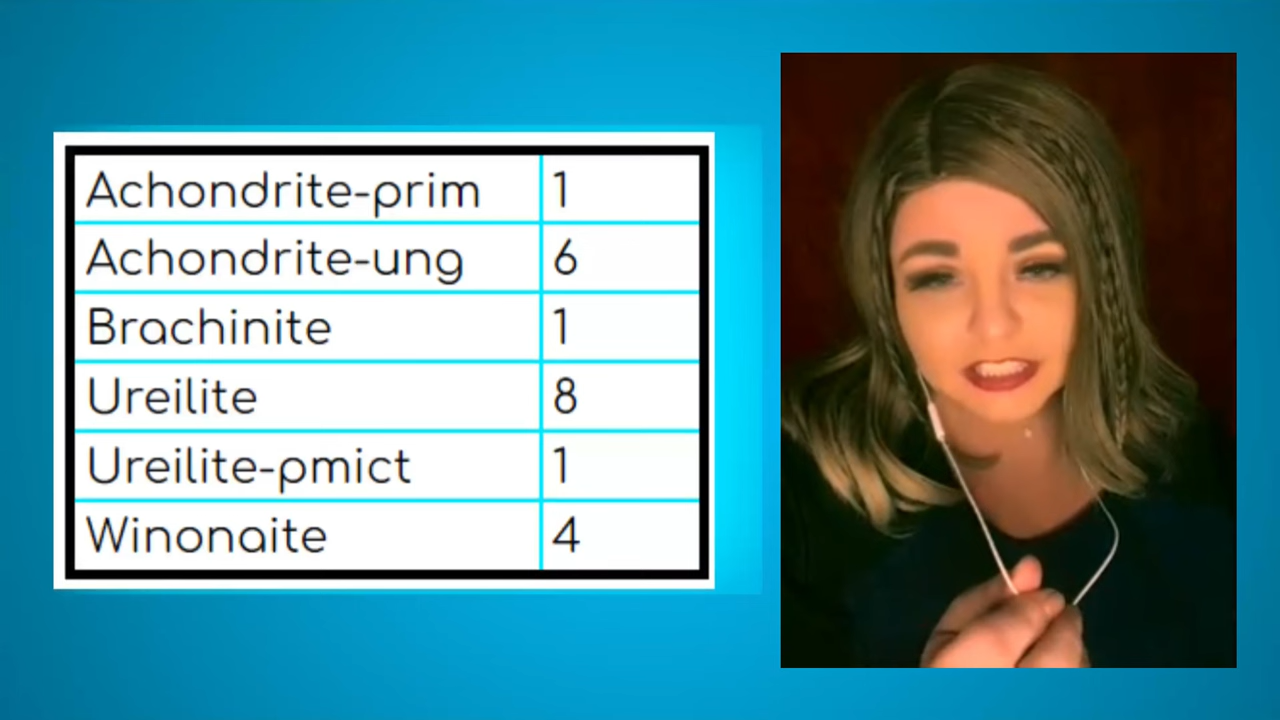 Achondrite-prim 1
Achondrite-ung 6
Brachinite 1
Ureilite 8
Ureilite-pmict 1
Winonaite 4